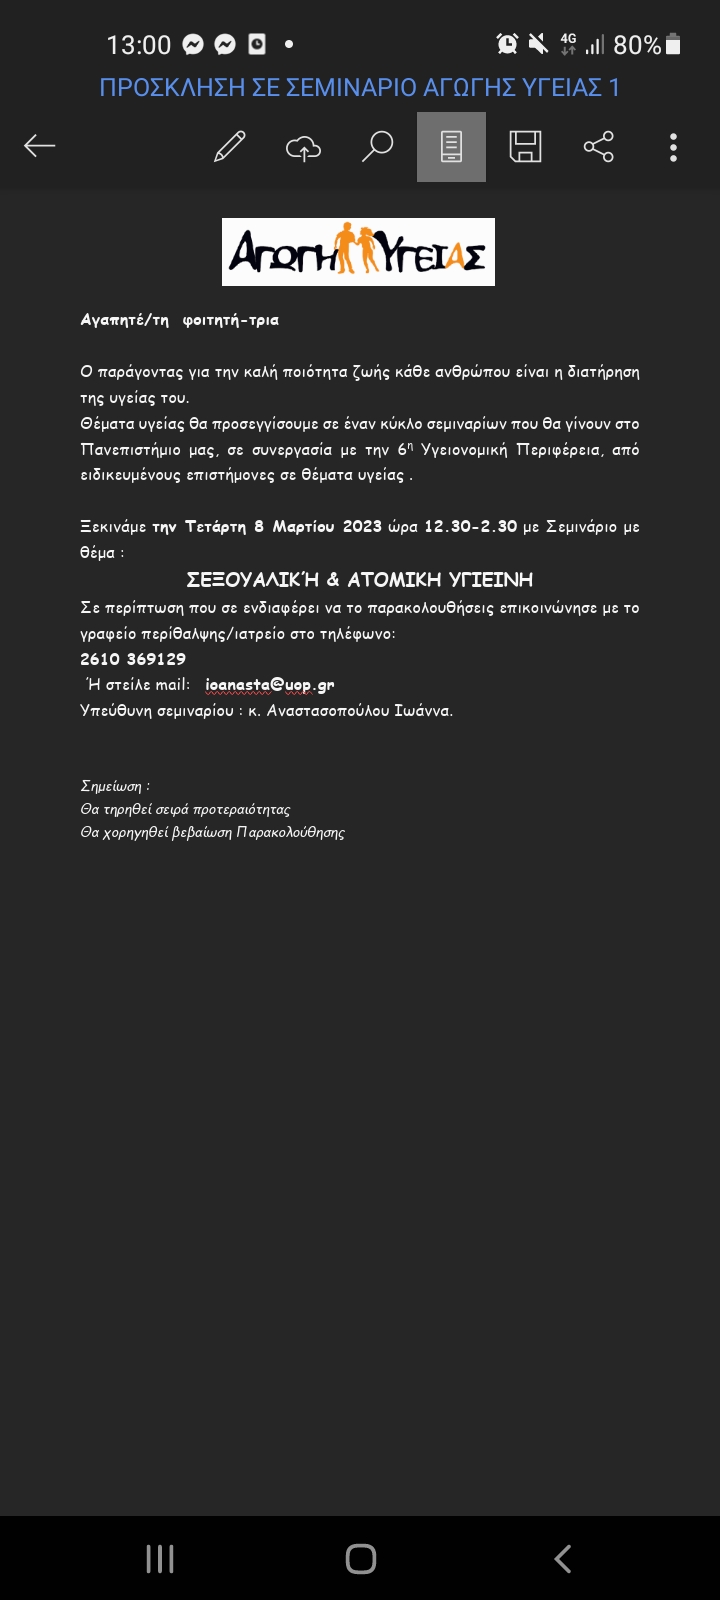 13:00
4G
80%
ΠΡΟΣΚΛΗΣΗ ΣΕ ΣΕΜΙΝΑΡΙΟ ΑΓΩΓΗΣ ΥΓΕΙΑΣ 1
ΑΓΩΓΗ ΥΓΕΙΑΣ
Αγαπητέ/τη φοιτητή-τρια
Ο παράγοντας για την καλή ποιότητα ζωής κάθε ανθρώπου είναι η διατήρηση
της υγείας του.
Θέματα υγείας θα προσεγγίσουμε σε έναν κύκλο σεμιναρίων που θα γίνουν στο
Πανεπιστήμιο μας, σε συνεργασία με την 6η Υγειονομική Περιφέρεια, από
ειδικευμένους επιστήμονες σε θέματα υγείας .
Ξεκινάμε την Τετάρτη 8 Μαρτίου 2023 ώρα 12.30-2.30 με Σεμινάριο με
θέμα :
ΣΕΞΟΥΑΛΙΚΉ & ΑΤΟΜΙΚΗ ΥΓΙΕΙΝΗ
Σε περίπτωση που σε ενδιαφέρει να το παρακολουθήσεις επικοινώνησε με το
γραφείο περίθαλψης/ιατρείο στο τηλέφωνο:
2610 369129
Ή στείλε mail: ioanasta@uop.gr
Υπεύθυνη σεμιναρίου : κ. Αναστασοπούλου Ιωάννα.
Σημείωση :
Θα τηρηθεί σειρά προτεραιότητας
Θα χορηγηθεί βεβαίωση Παρακολούθησης